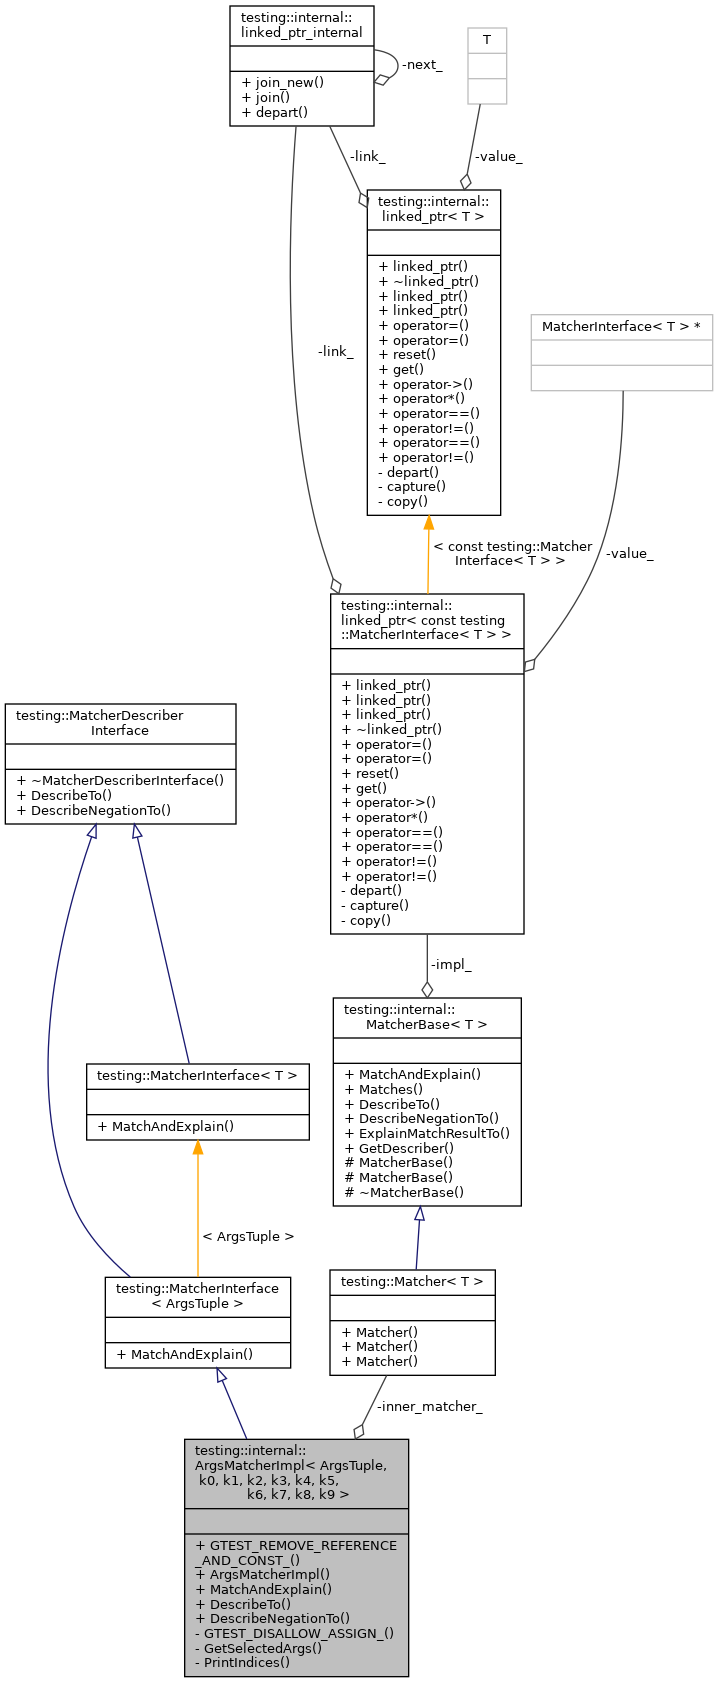 testing::internal::
linked_ptr_internal
+ join_new()
+ join()
+ depart()
-next_
T
-link_
-value_
testing::internal::
linked_ptr< T >
+ linked_ptr()
+ ~linked_ptr()
+ linked_ptr()
+ linked_ptr()
+ operator=()
+ operator=()
+ reset()
+ get()
+ operator->()
+ operator*()
+ operator==()
+ operator!=()
+ operator==()
+ operator!=()
- depart()
- capture()
- copy()
-link_
MatcherInterface< T > *
< const testing::Matcher
Interface< T > >
-value_
testing::internal::
linked_ptr< const testing
::MatcherInterface< T > >
+ linked_ptr()
+ linked_ptr()
+ linked_ptr()
+ ~linked_ptr()
+ operator=()
+ operator=()
+ reset()
+ get()
+ operator->()
+ operator*()
+ operator==()
+ operator==()
+ operator!=()
+ operator!=()
- depart()
- capture()
- copy()
testing::MatcherDescriber
Interface
+ ~MatcherDescriberInterface()
+ DescribeTo()
+ DescribeNegationTo()
-impl_
testing::internal::
MatcherBase< T >
+ MatchAndExplain()
+ Matches()
+ DescribeTo()
+ DescribeNegationTo()
+ ExplainMatchResultTo()
+ GetDescriber()
# MatcherBase()
# MatcherBase()
# ~MatcherBase()
testing::MatcherInterface< T >
+ MatchAndExplain()
< ArgsTuple >
testing::MatcherInterface
< ArgsTuple >
+ MatchAndExplain()
testing::Matcher< T >
+ Matcher()
+ Matcher()
+ Matcher()
-inner_matcher_
testing::internal::
ArgsMatcherImpl< ArgsTuple,
k0, k1, k2, k3, k4, k5,
k6, k7, k8, k9 >
+ GTEST_REMOVE_REFERENCE
_AND_CONST_()
+ ArgsMatcherImpl()
+ MatchAndExplain()
+ DescribeTo()
+ DescribeNegationTo()
- GTEST_DISALLOW_ASSIGN_()
- GetSelectedArgs()
- PrintIndices()